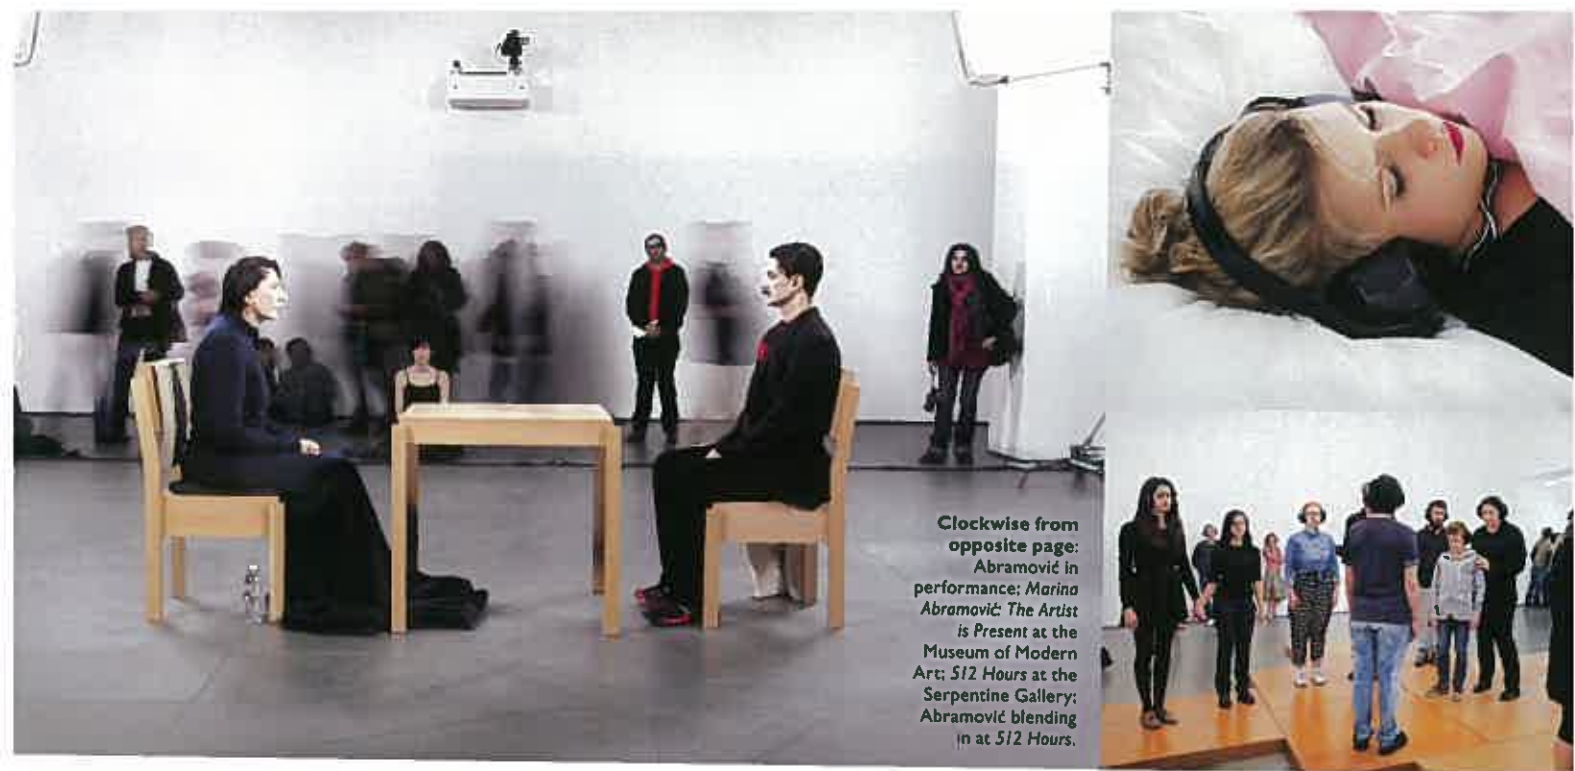 Clockwise from
opposite page:
Abramović in
performance; Marina
Abramović: The Artist
is Present at the
Museum of Modern
Art; 512 Hours at the
Serpentine Gallery;
Abramović blending
in at 512 Hours.